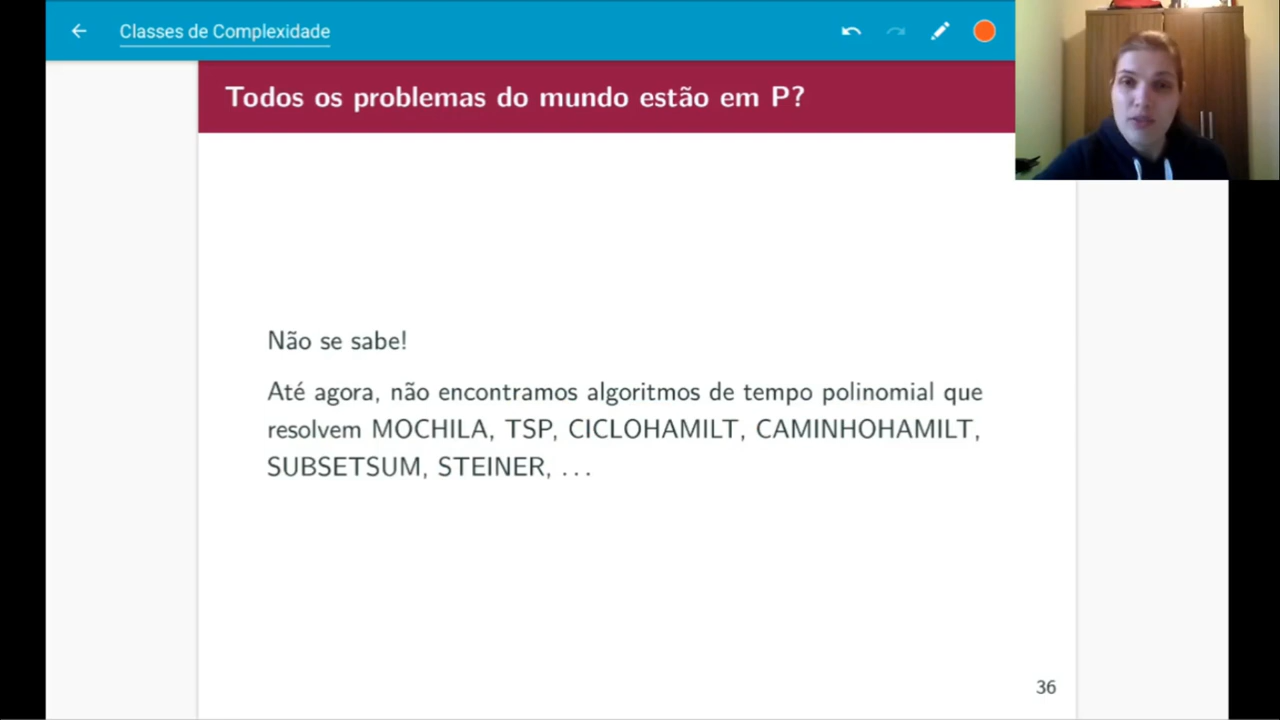 Classes de Complexidade
Todos os problemas do mundo estão em P?
Não se sabe!
Até agora, não encontramos algoritmos de tempo polinomial que
resolvem MOCHILA, TSP, CICLOHAMILT, CAMINHOHAMILT,
SUBSETSUM, STEINER, . . .
36